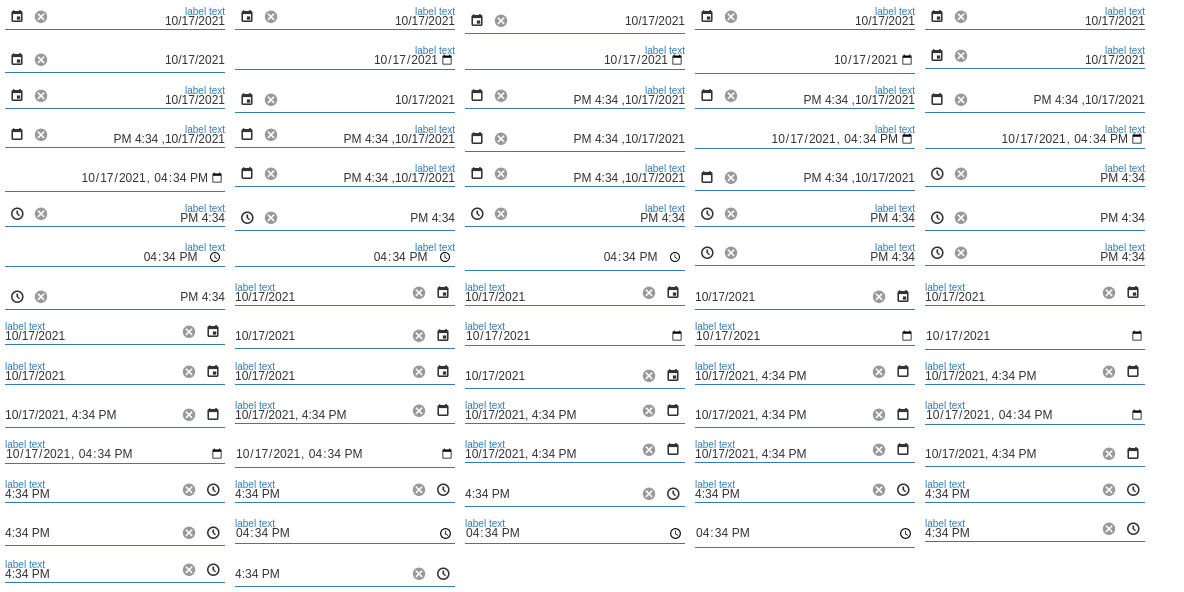 label text
10/17/2021
label text
10/17/2021
10/17/2021
label text
10/17/2021
label text
10/17/2021
10/17/2021
label text
10/17/2021
label text
10/17/2021
10/17/2021
label text
10/17/2021
label text
10/17/2021
10/17/2021
label text
PM 4:34 ,10/17/2021
label text
PM 4:34 ,10/17/2021
PM 4:34 ,10/17/2021
label text
PM 4:34 ,10/17/2021
label text
PM 4:34 ,10/17/2021
PM 4:34 ,10/17/2021
label text
10/17/2021, 04:34 PM
label text
10/17/2021, 04:34 PM
10/17/2021, 04:34 PM
label text
PM 4:34 ,10/17/2021
label text
PM 4:34 ,10/17/2021
PM 4:34 ,10/17/2021
label text
PM 4:34
label text
PM 4:34
PM 4:34
label text
PM 4:34
label text
PM 4:34
PM 4:34
label text
04:34 PM
label text
04:34 PM
04:34 PM
label text
PM 4:34
label text
PM 4:34
PM 4:34
label text
10/17/2021
label text
10/17/2021
10/17/2021
label text
10/17/2021
label text
10/17/2021
10/17/2021
label text
10/17/2021
label text
10/17/2021
10/17/2021
label text
10/17/2021
label text
10/17/2021
10/17/2021
label text
10/17/2021, 4:34 PM
label text
10/17/2021, 4:34 PM
10/17/2021, 4:34 PM
label text
10/17/2021, 4:34 PM
label text
10/17/2021, 4:34 PM
10/17/2021, 4:34 PM
label text
10/17/2021, 04:34 PM
label text
10/17/2021, 04:34 PM
10/17/2021, 04:34 PM
label text
10/17/2021, 4:34 PM
label text
10/17/2021, 4:34 PM
10/17/2021, 4:34 PM
label text
4:34 PM
label text
4:34 PM
4:34 PM
label text
4:34 PM
label text
4:34 PM
4:34 PM
label text
04:34 PM
label text
04:34 PM
04:34 PM
label text
4:34 PM
label text
4:34 PM
4:34 PM